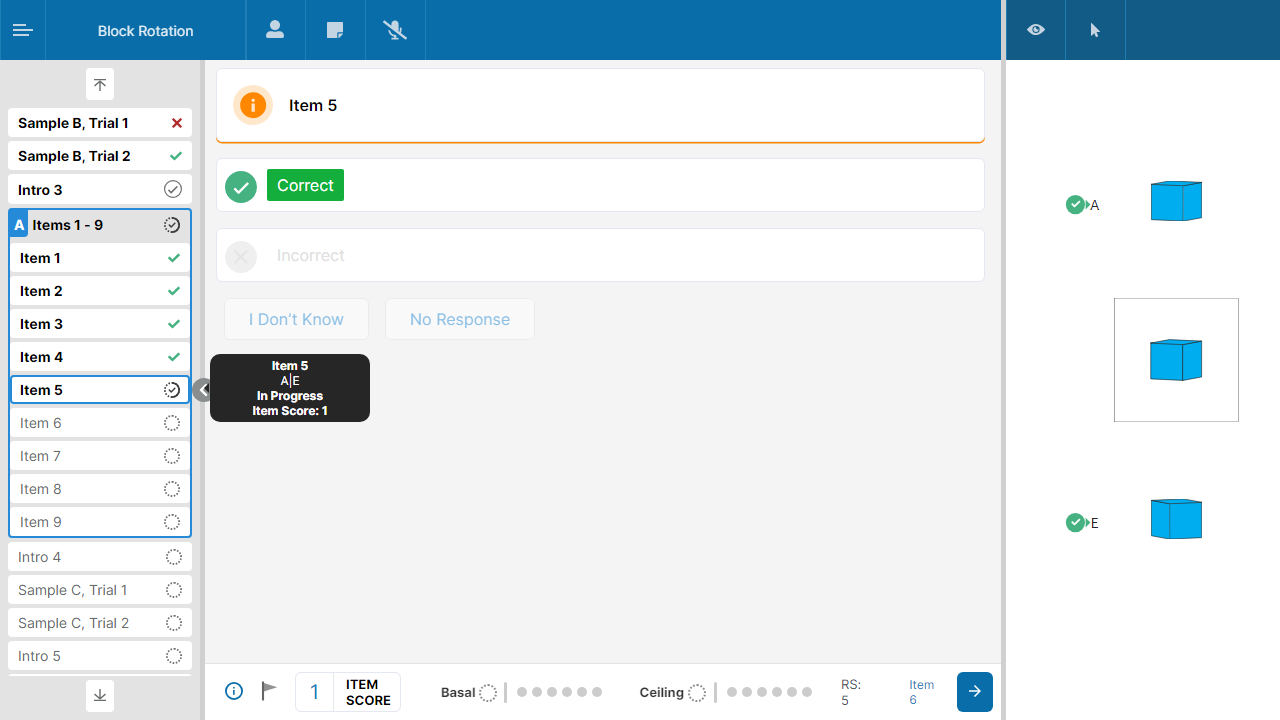 Block Rotation
Sample B, Trial 1
Sample B, Trial 2
Intro 3
A Items 1 - 9
Item 1
Item 2
Item 3
Item 4
Item 5
Item 6
Item 7
Item 8
Item 9
Intro 4
Sample C, Trial 1
Sample C, Trial 2
Intro 5
Item 5
Correct
Incorrect
I Don't Know
No Response
Item 5
A|E
In Progress
Item Score: 1
1
ITEM
SCORE
Basal
Ceiling
RS:
5
Item
6
A
E